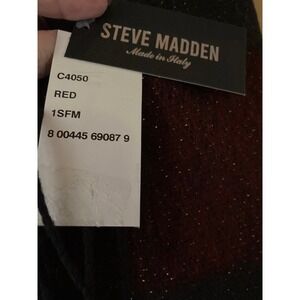 STEVE MADDEN
Made in Italy
C4050
RED
1SFM
8 00445 69087 9